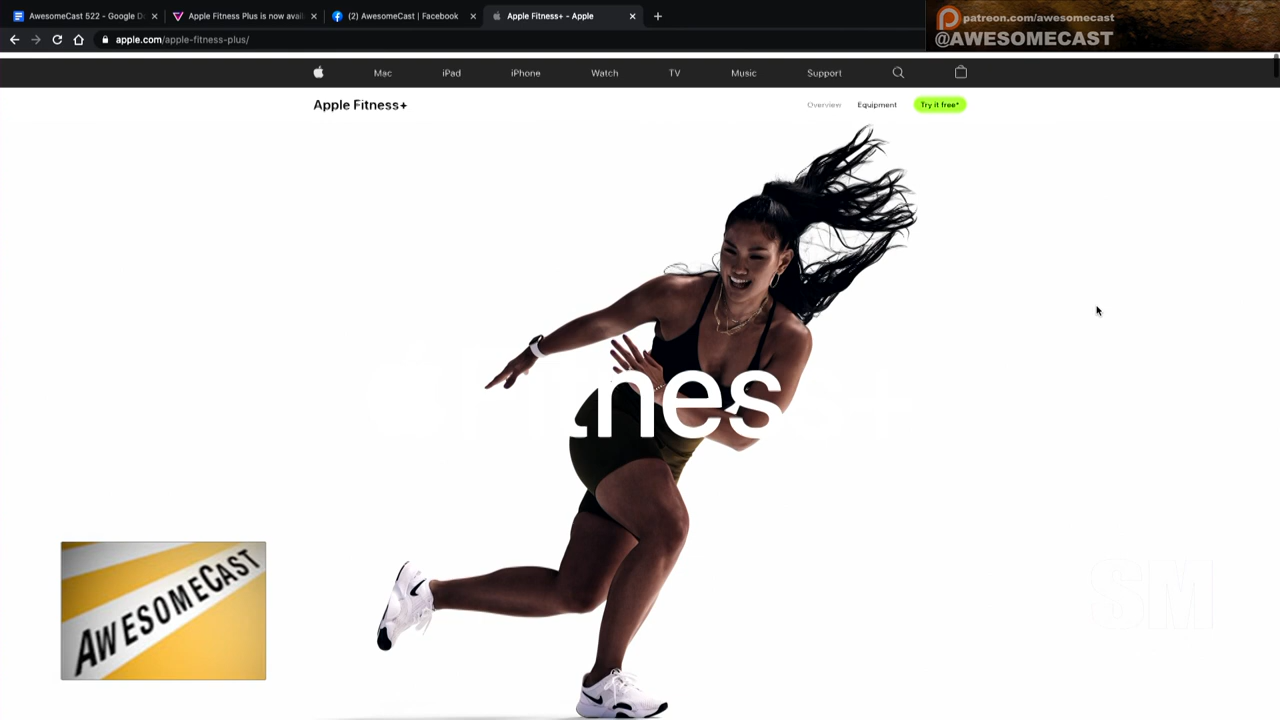 AwesomeCast 522 - Google D
Apple Fitness Plus is now avail
(2) AwesomeCast | Facebook
Apple Fitness+ - Apple
apple.com/apple-fitness-plus/
patreon.com/awesomecast
@AWESOMECAST
Mac
iPad
iPhone
Watch
TV
Music
Support
Apple Fitness+
Overview
Equipment
Try it free*
Fitness+
AWESOMECAST
SM